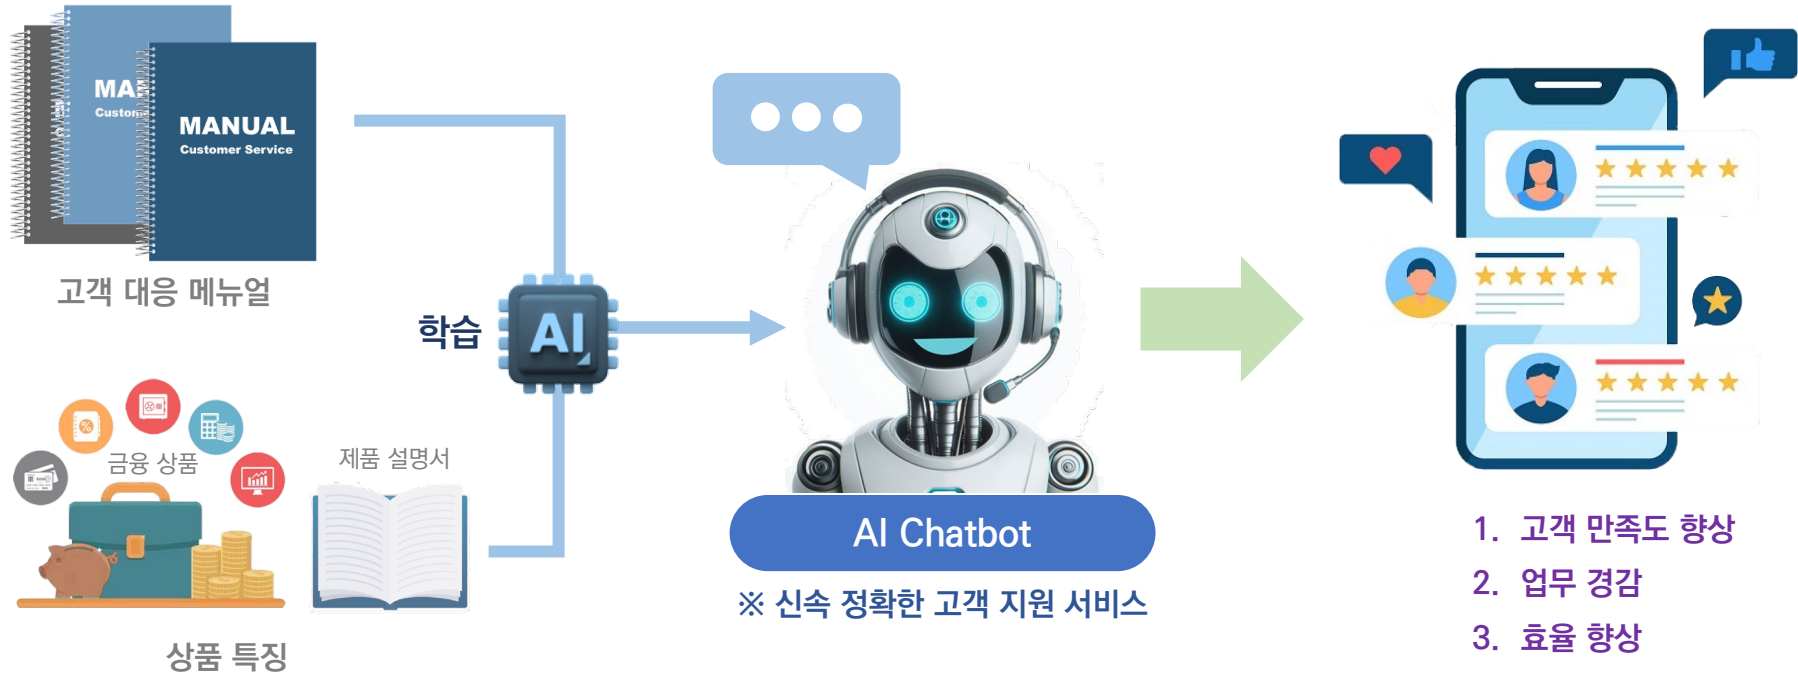 MA
Custom
MANUAL
Customer Service
고객 대응 메뉴얼
학습
AI
금융 상품
제품 설명서
상품 특징
AI Chatbot
※ 신속 정확한 고객 지원 서비스
1. 고객 만족도 향상
2. 업무 경감
3. 효율 향상